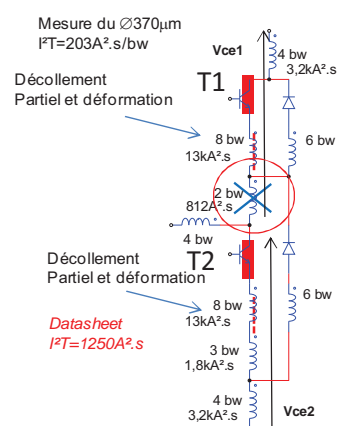 Mesure du ∅370µm
I²T=203A².s/bw
Vce1
4 bw
3,2kA².s
T1
Décollement
Partiel et déformation
8 bw
13kA².s
6 bw
2 bw
812A².s
4 bw
T2
Décollement
Partiel et déformation
8 bw
13kA².s
6 bw
Datasheet
I²T=1250A².s
3 bw
1,8kA².s
4 bw
3,2kA².s
Vce2